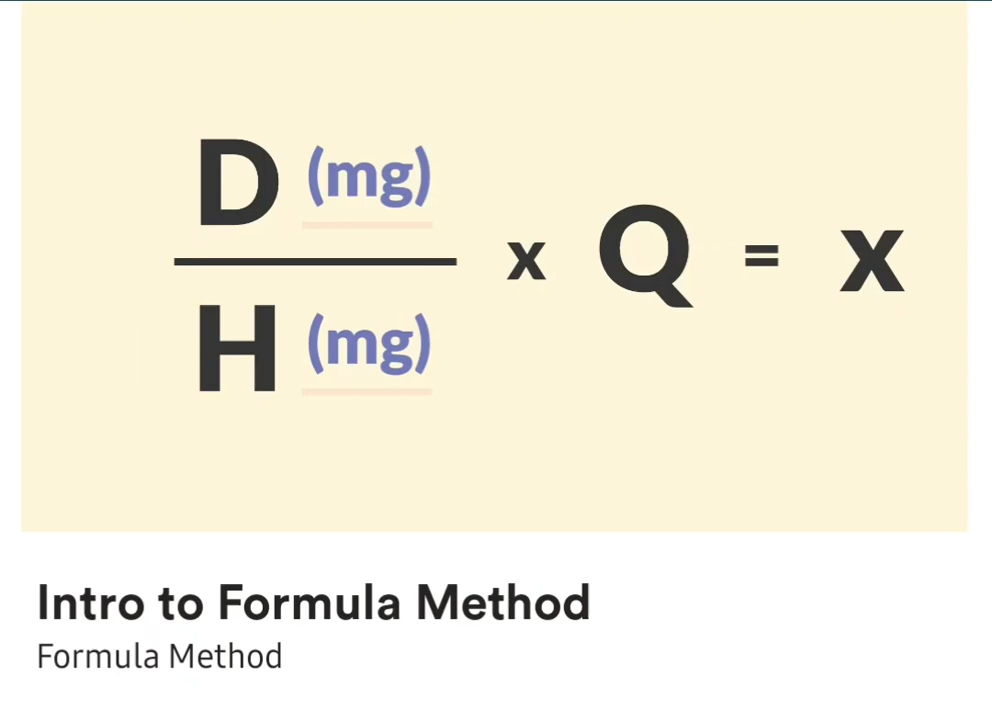 D (mg)
H (mg)
x Q = x
Intro to Formula Method
Formula Method